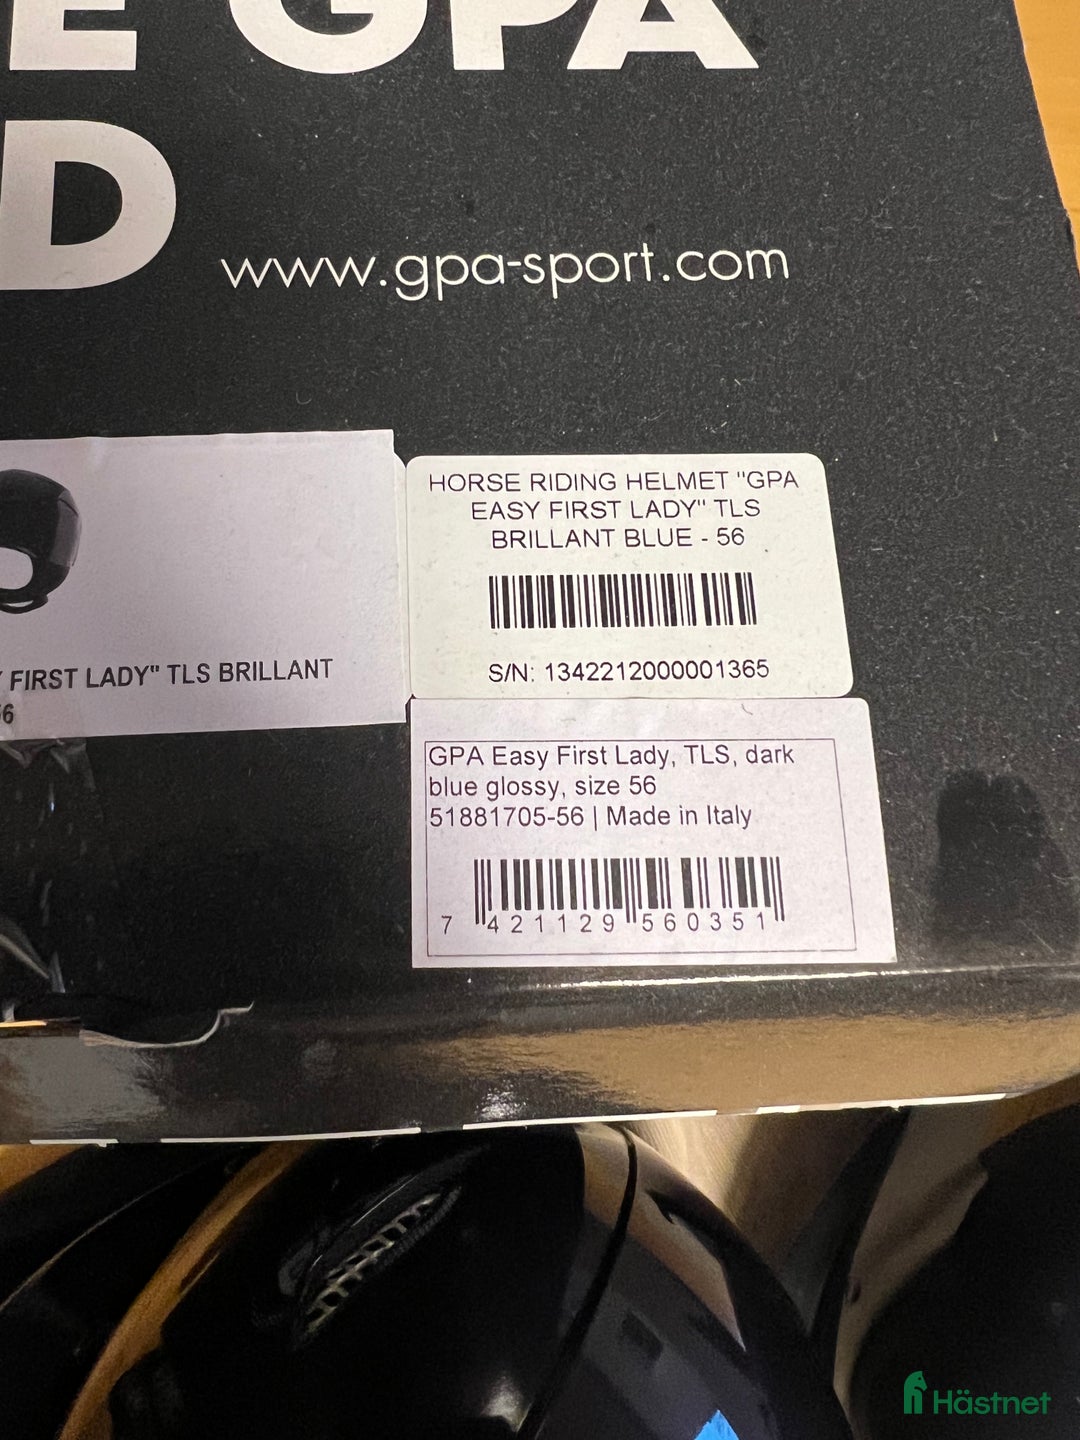 E GPA
D
www.gpa-sport.com
HORSE RIDING HELMET "GPA
EASY FIRST LADY" TLS
BRILLANT BLUE - 56
S/N: 1342212000001365
FIRST LADY" TLS BRILLANT
56
GPA Easy First Lady, TLS, dark
blue glossy, size 56
51881705-56 | Made in Italy
7 421129 560351
Hästnet